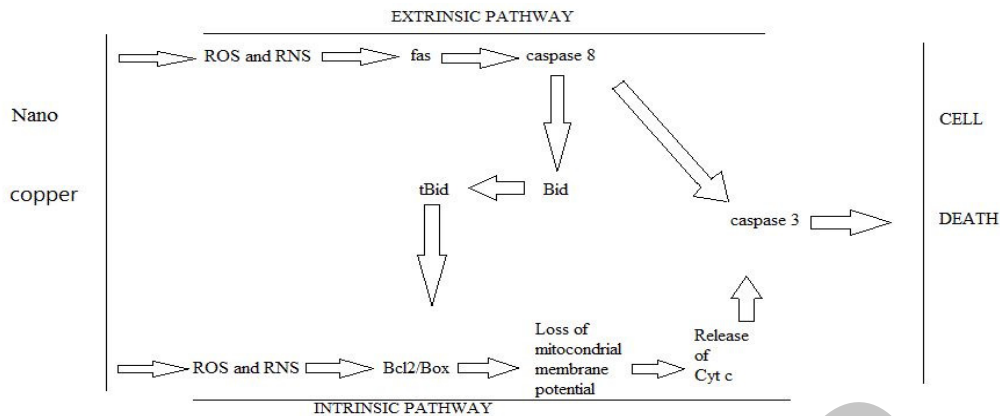 EXTRINSIC PATHWAY
ROS and RNS fas caspase 8
Nano
copper
CELL
DEATH
tBid Bid
caspase 3
ROS and RNS Bcl2/Box
Loss of
mitocondrial
membrane
potential
Release
of
Cyt c
INTRINSIC PATHWAY